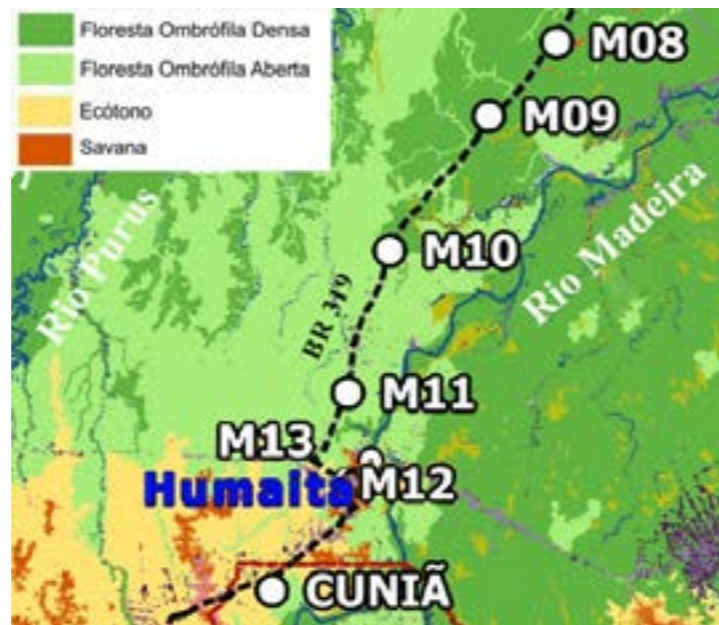 Floresta Ombrófila Densa
Floresta Ombrófila Aberta
Ecótono
Savana
M08
M09
Rio Purus
Rio Madeira
M10
BR 319
M11
M13
Humaitá
M12
CUNIÃ